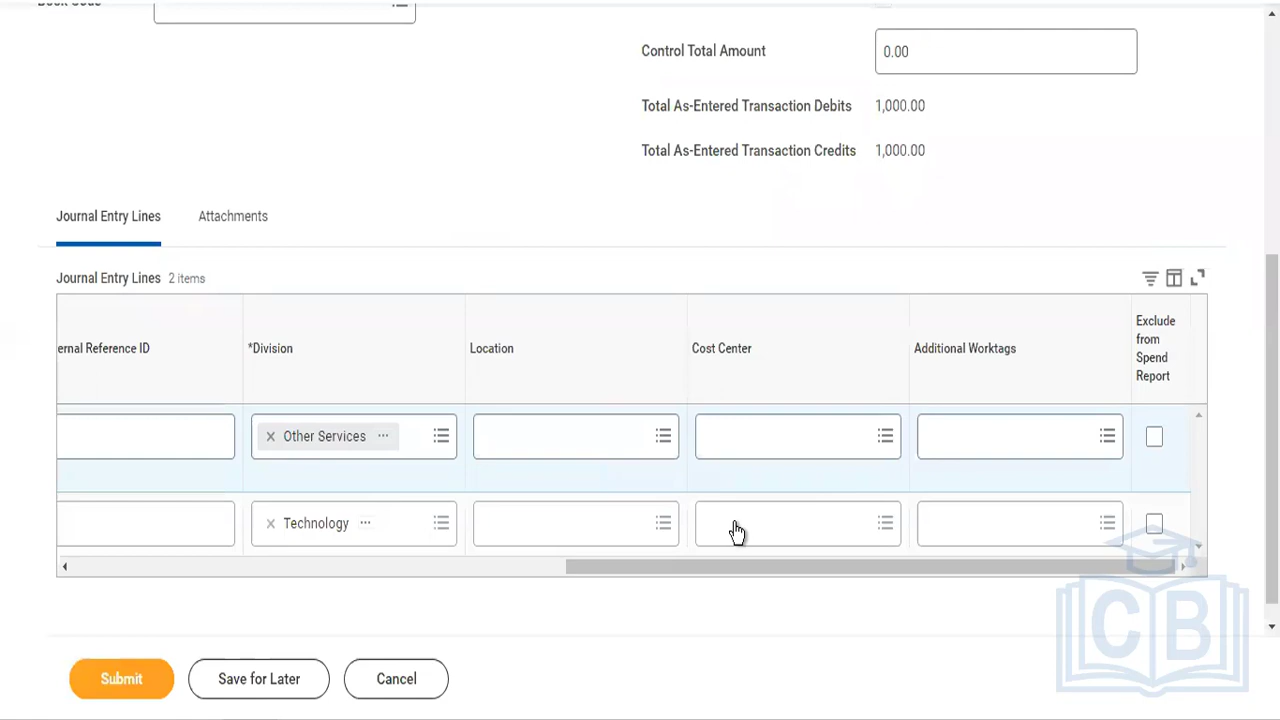 Control Total Amount
0.00
Total As-Entered Transaction Debits 1,000.00
Total As-Entered Transaction Credits 1,000.00
Journal Entry Lines Attachments
Journal Entry Lines 2 items
ernal Reference ID *Division Location Cost Center Additional Worktags
Exclude
from
Spend
Report
Other Services
Technology
Submit Save for Later Cancel
CB